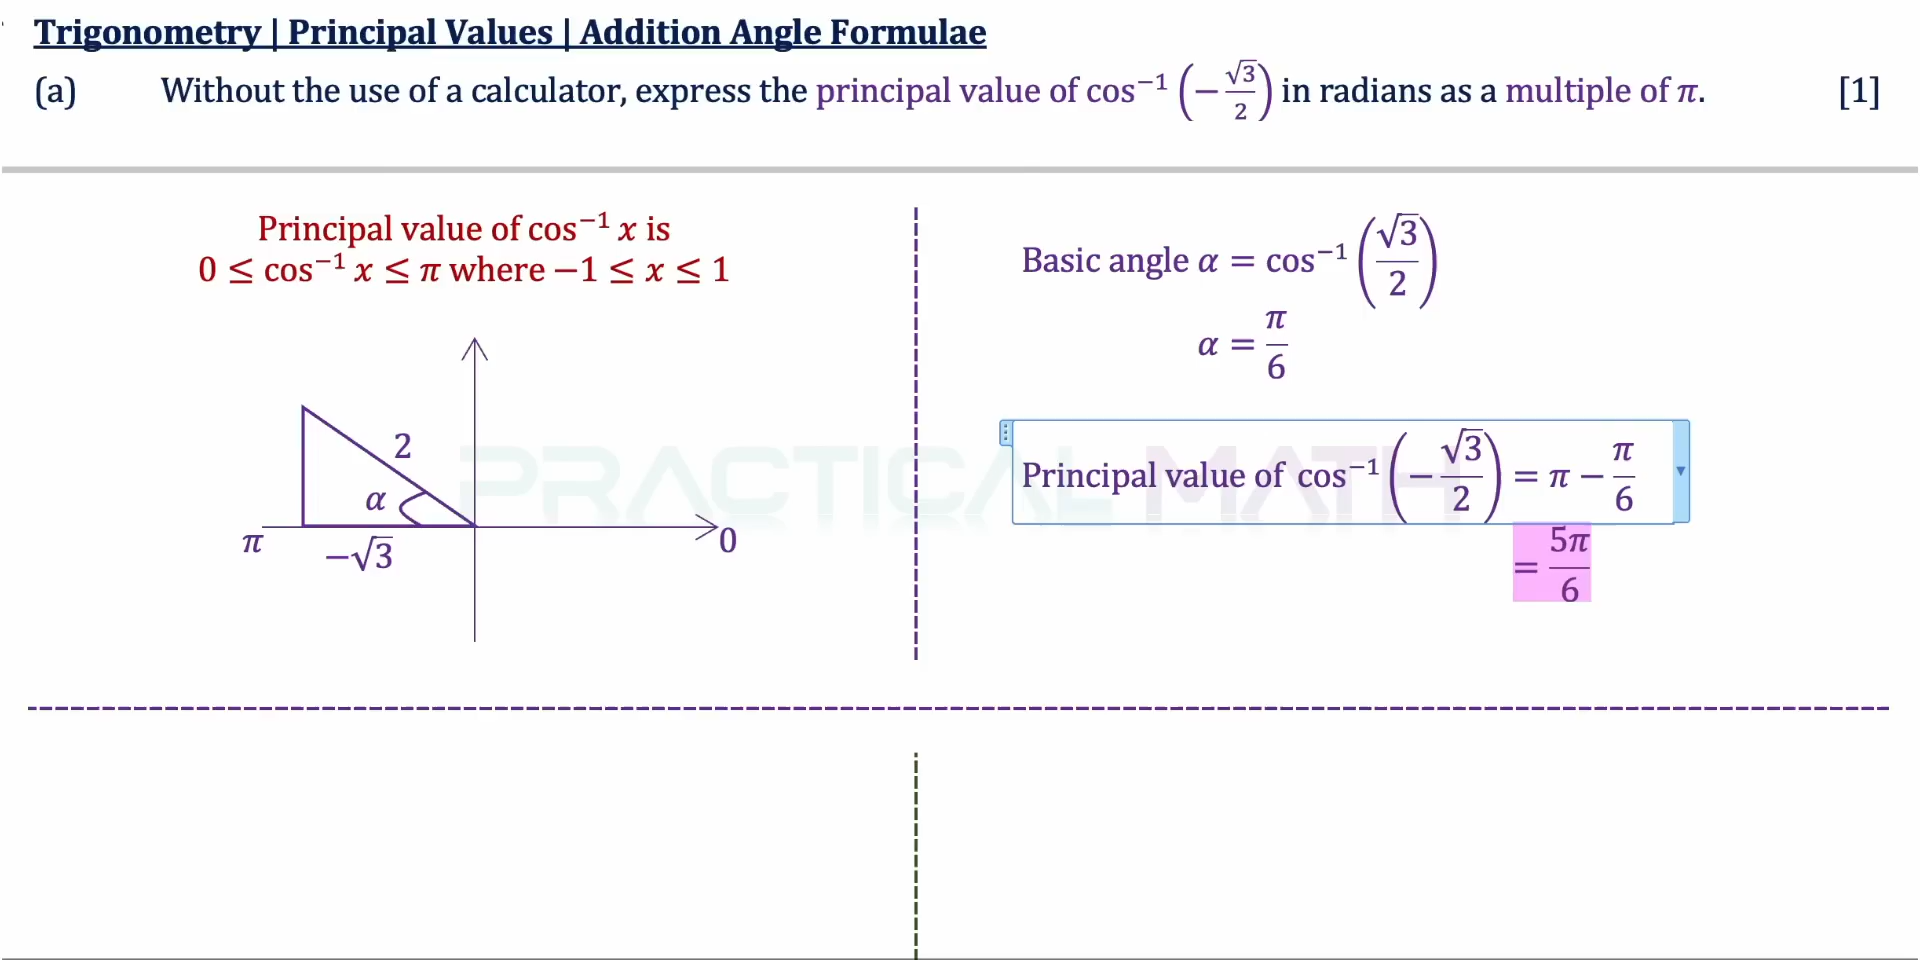 Trigonometry | Principal Values | Addition Angle Formulae
(a) Without the use of a calculator, express the principal value of cos⁻¹ (−√3/2) in radians as a multiple of π. [1]
Principal value of cos⁻¹ x is
0 ≤ cos⁻¹ x ≤ π where −1 ≤ x ≤ 1
2
α
π
−√3
0
Basic angle α = cos⁻¹ (√3/2)
α = π/6
Principal value of cos⁻¹ (−√3/2) = π − π/6
= 5π/6
PRACTICAL MATH